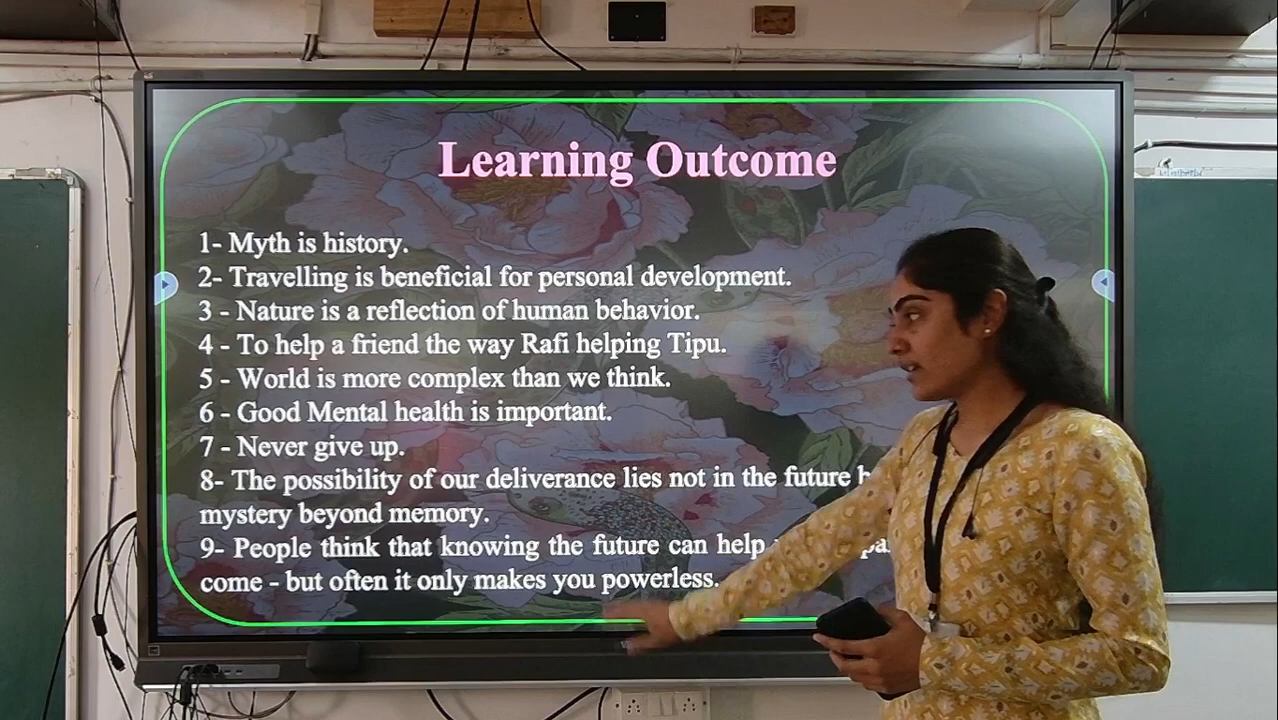 Learning Outcome
1- Myth is history.
2- Travelling is beneficial for personal development.
3 - Nature is a reflection of human behavior.
4 - To help a friend the way Rafi helping Tipu.
5 - World is more complex than we think.
6 - Good Mental health is important.
7 - Never give up.
8- The possibility of our deliverance lies not in the future
mystery beyond memory.
9- People think that knowing the future can help
come - but often it only makes you powerless.